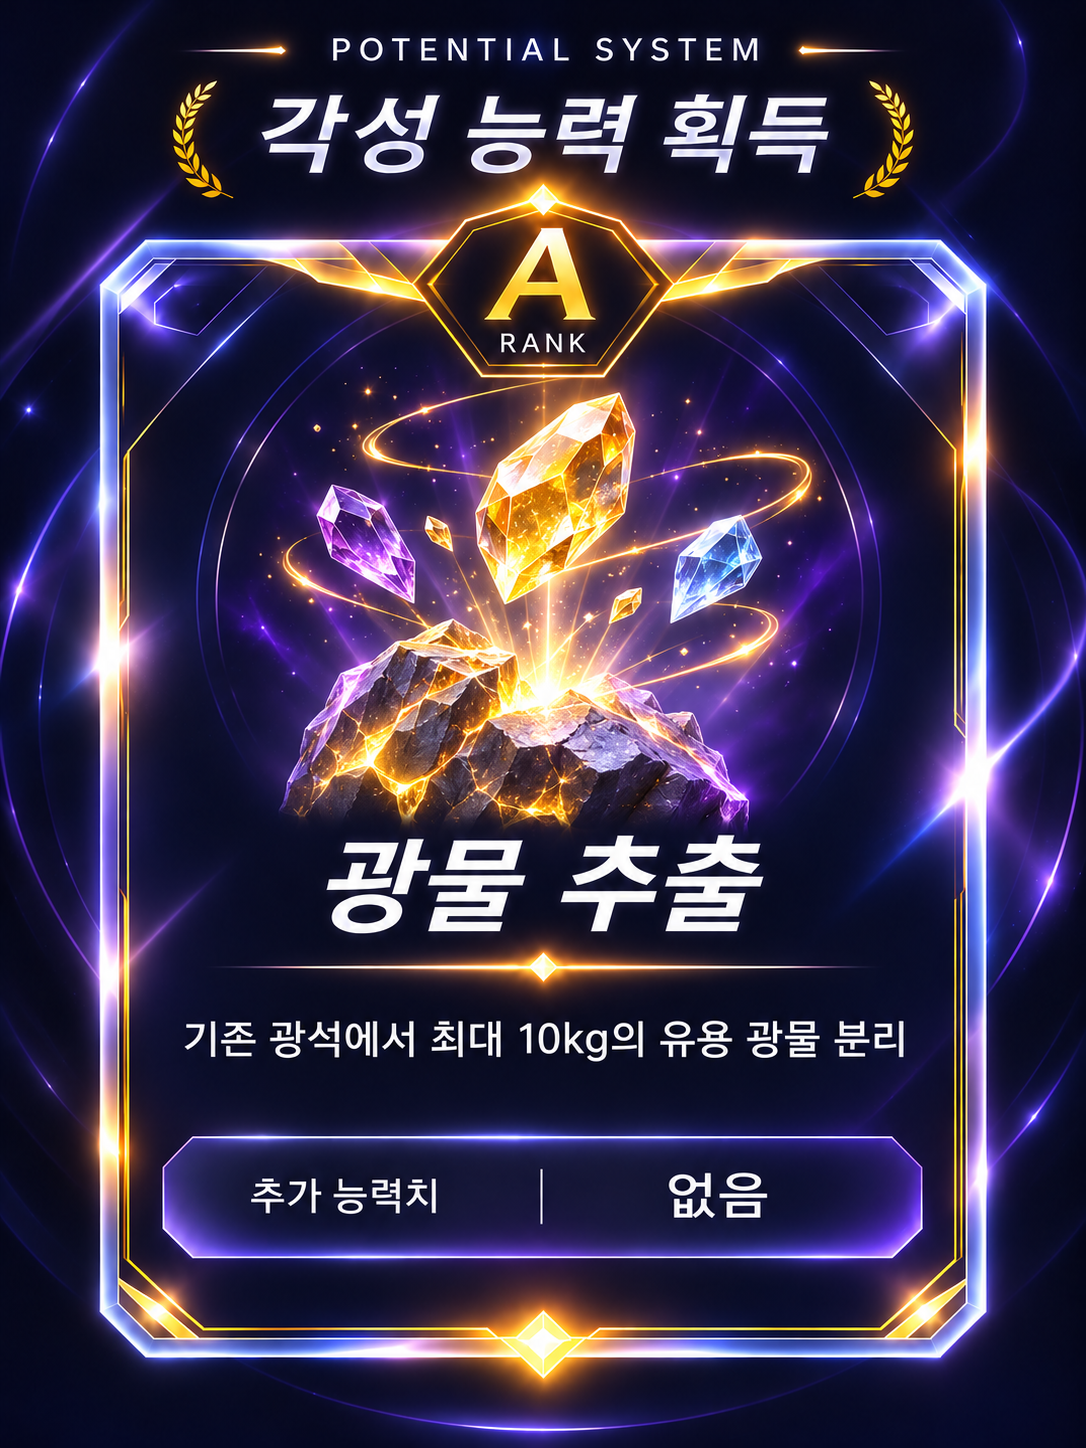 POTENTIAL SYSTEM
각성 능력 획득
A
RANK
광물 추출
기존 광석에서 최대 10kg의 유용 광물 분리
추가 능력치
없음